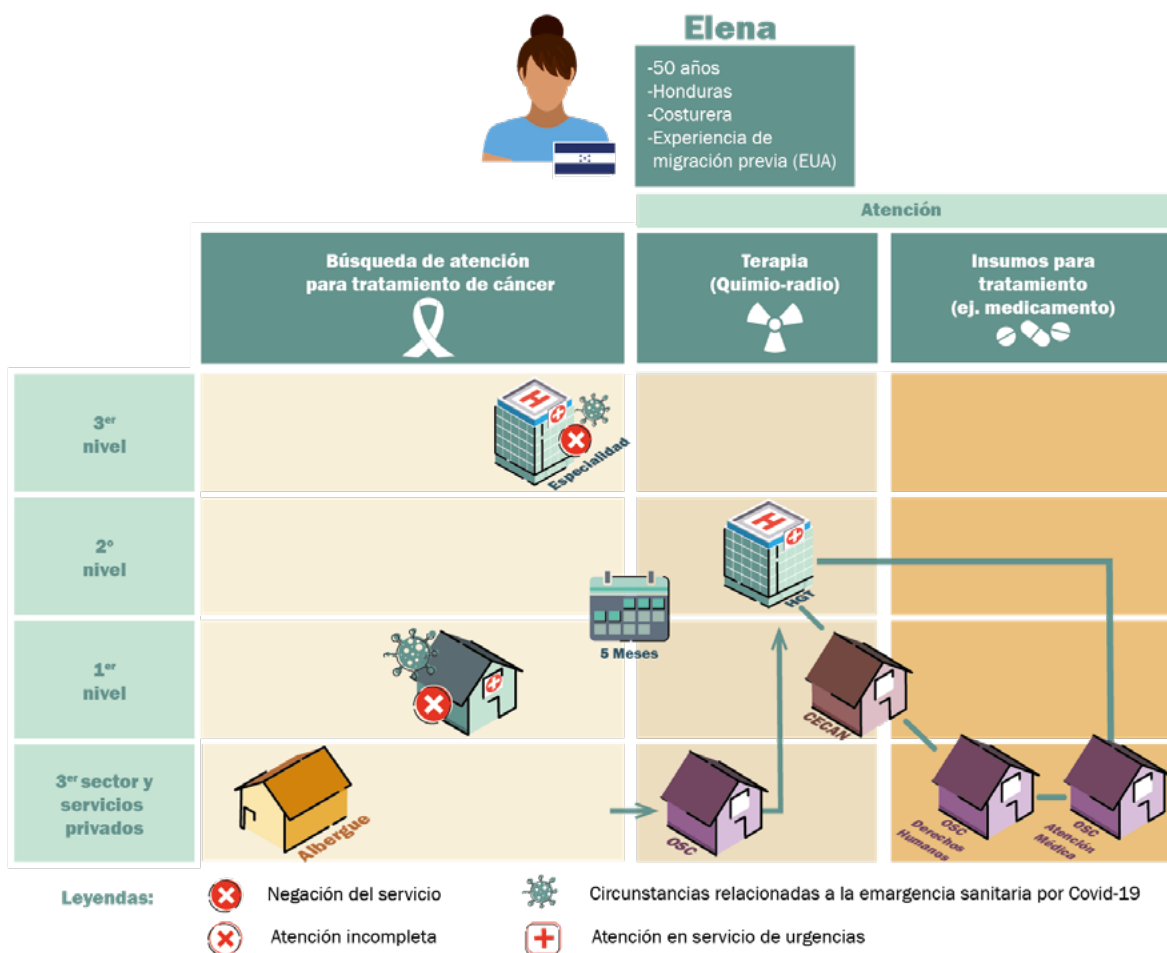 Elena
-50 años
-Honduras
-Costurera
-Experiencia de
migración previa (EUA)
Atención
Búsqueda de atención
para tratamiento de cáncer
Terapia
(Quimio-radio)
Insumos para
tratamiento
(ej. medicamento)
3er
nivel
H
Especialidad
2º
nivel
H
HGT
5 Meses
1er
nivel
CECAN
3er sector y
servicios
privados
Albergue
OSC
OSC
Derechos
Humanos
OSC
Atención
Médica
Leyendas:
Negación del servicio
Circunstancias relacionadas a la emargencia sanitaria por Covid-19
Atención incompleta
Atención en servicio de urgencias